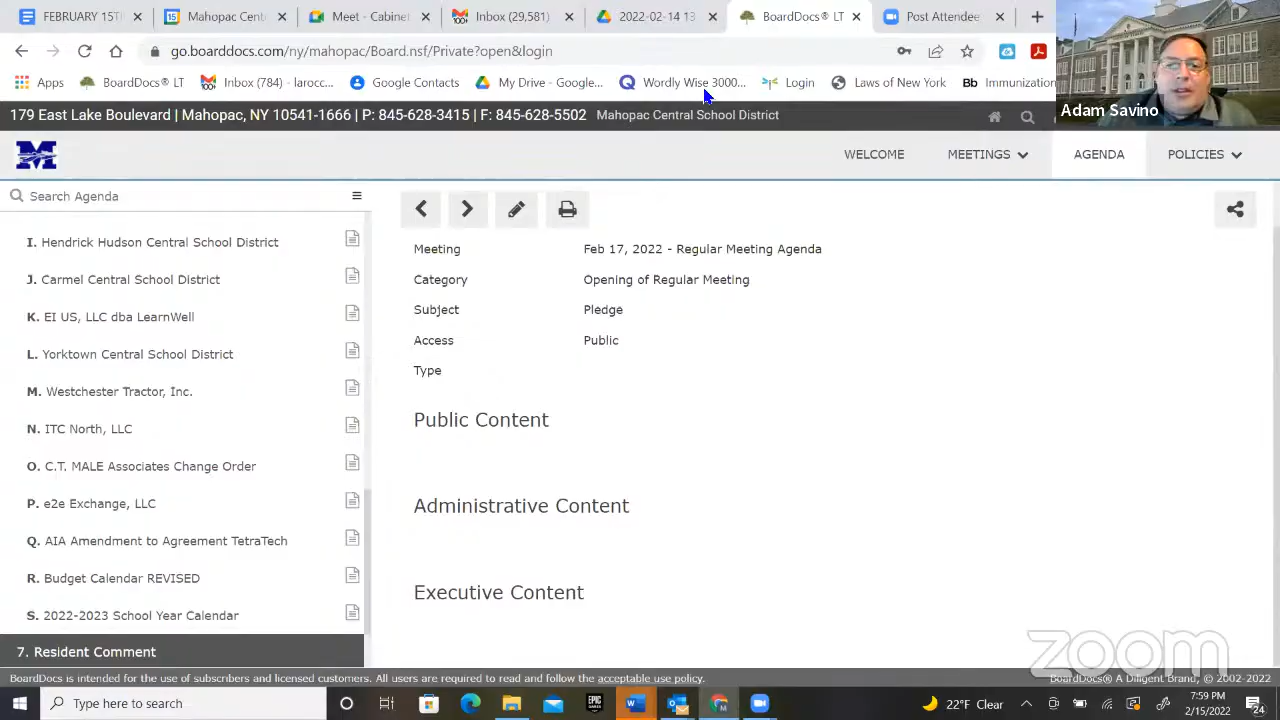 FEBRUARY 15T
Mahopac Cent
Meet - Cabinet
Inbox (29,581)
2022-02-14 13
BoardDocs® LT
Post Attendee
go.boarddocs.com/ny/mahopac/Board.nsf/Private?open&login
Apps
BoardDocs® LT
Inbox (784) - larocc...
Google Contacts
My Drive - Google...
Wordly Wise 3000...
Login
Laws of New York
Bb Immunization
Adam Savino
179 East Lake Boulevard | Mahopac, NY 10541-1666 | P: 845-628-3415 | F: 845-628-5502 Mahopac Central School District
M
WELCOME
MEETINGS
AGENDA
POLICIES
Search Agenda
I. Hendrick Hudson Central School District
J. Carmel Central School District
K. EI US, LLC dba LearnWell
L. Yorktown Central School District
M. Westchester Tractor, Inc.
N. ITC North, LLC
O. C.T. MALE Associates Change Order
P. e2e Exchange, LLC
Q. AIA Amendment to Agreement TetraTech
R. Budget Calendar REVISED
S. 2022-2023 School Year Calendar
7. Resident Comment
Meeting Feb 17, 2022 - Regular Meeting Agenda
Category Opening of Regular Meeting
Subject Pledge
Access Public
Type
Public Content
Administrative Content
Executive Content
zoom
BoardDocs is intended for the use of subscribers and licensed customers. All users are required to read and follow the acceptable use policy.
BoardDocs® A Diligent Brand, © 2002-2022
Type here to search
EPIC GAMES
22°F Clear
7:59 PM
2/15/2022
24